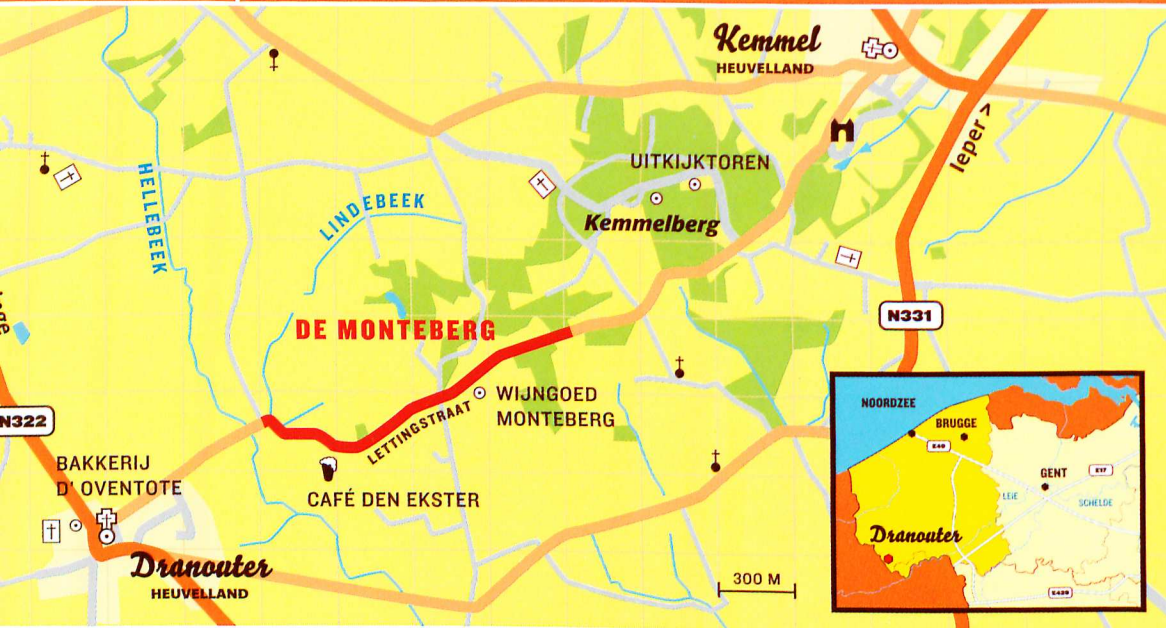 Kemmel
HEUVELLAND
Ieper >
UITKIJKTOREN
HELLEBEEK
LINDEBEEK
Kemmelberg
DE MONTEBERG
N331
LETTINGSTRAAT
WIJNGOED
MONTEBERG
N322
BAKKERIJ
D' OVENTOTE
CAFÉ DEN EKSTER
Dranouter
HEUVELLAND
300 M
NOORDZEE
BRUGGE
E40
GENT
E17
LEIE
SCHELDE
Dranouter
E429